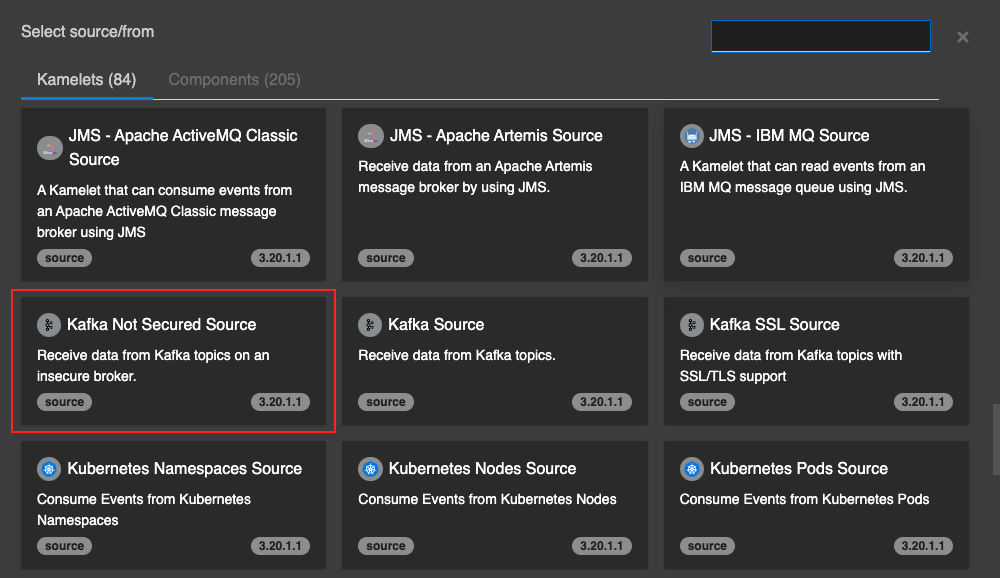 Select source/from
Kamelets (84)
Components (205)
JMS - Apache ActiveMQ Classic
Source
A Kamelet that can consume events from
an Apache ActiveMQ Classic message
broker using JMS
source
3.20.1.1
JMS - Apache Artemis Source
Receive data from an Apache Artemis
message broker by using JMS.
source
3.20.1.1
JMS - IBM MQ Source
A Kamelet that can read events from an
IBM MQ message queue using JMS.
source
3.20.1.1
Kafka Not Secured Source
Receive data from Kafka topics on an
insecure broker.
source
3.20.1.1
Kafka Source
Receive data from Kafka topics.
source
3.20.1.1
Kafka SSL Source
Receive data from Kafka topics with
SSL/TLS support
source
3.20.1.1
Kubernetes Namespaces Source
Consume Events from Kubernetes
Namespaces
source
3.20.1.1
Kubernetes Nodes Source
Consume Events from Kubernetes Nodes
source
3.20.1.1
Kubernetes Pods Source
Consume Events from Kubernetes Pods
source
3.20.1.1